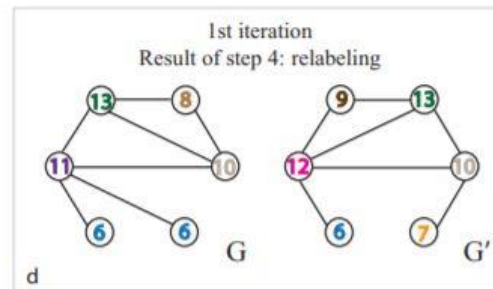 1st iteration
Result of step 4: relabeling
13 8 9 13
11 10 12 10
6 6 6 7
G G′
d